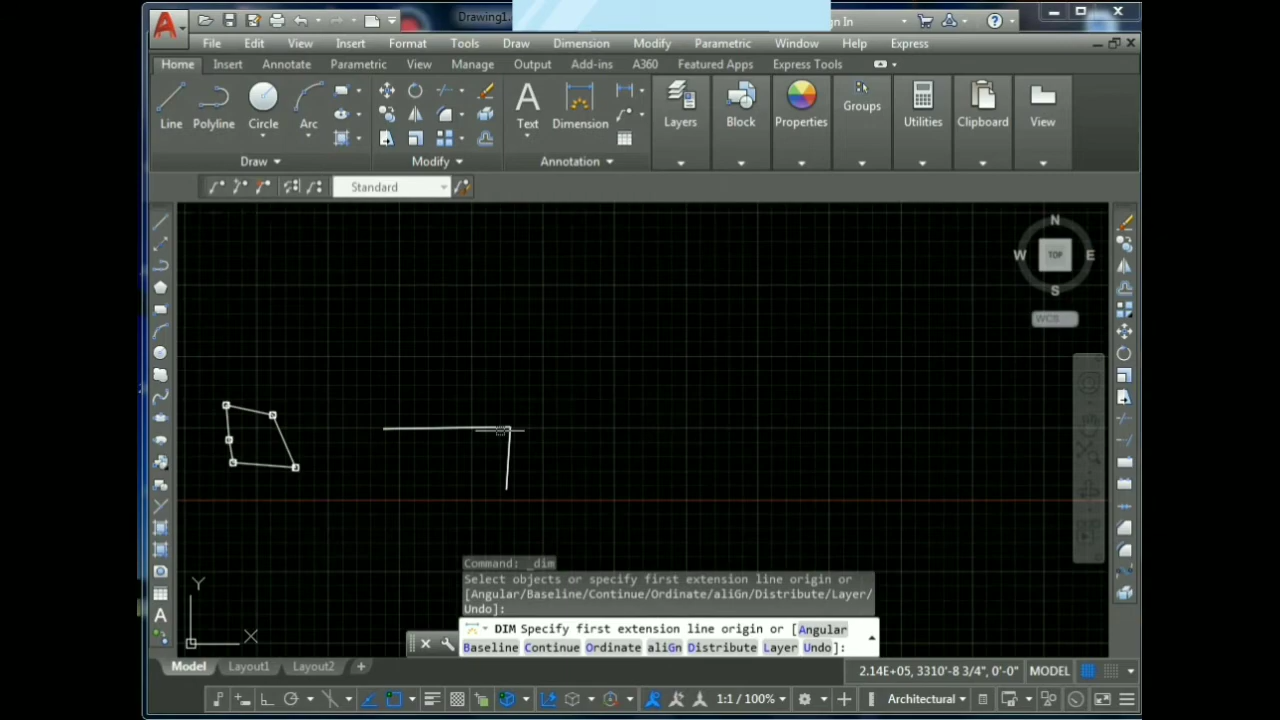 Drawing1.
In
File Edit View Insert Format Tools Draw Dimension Modify Parametric Window Help Express
Home Insert Annotate Parametric View Manage Output Add-ins A360 Featured Apps Express Tools
Line Polyline Circle Arc Text Dimension Layers Block Properties Groups Utilities Clipboard View
Draw Modify Annotation
Standard
N
W TOP E
S
WCS
Command: _dim
Select objects or specify first extension line origin or
[Angular/Baseline/Continue/Ordinate/aliGn/Distribute/Layer/
Undo]:
DIM Specify first extension line origin or [Angular
Baseline Continue Ordinate aliGn Distribute Layer Undo]:
Y
X
Model Layout1 Layout2 + 2.14E+05, 3310'-8 3/4", 0'-0" MODEL
1:1 / 100% Architectural